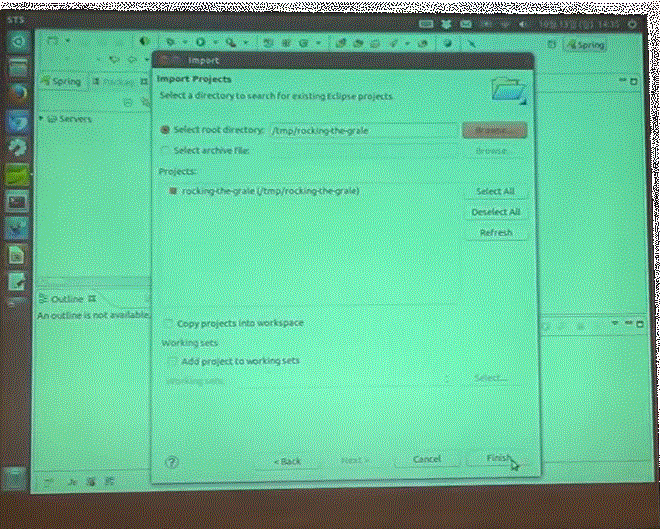 STS
Spring
Import
Spring
Import Projects
Select a directory to search for existing Eclipse projects.
Servers
Select root directory: /tmp/rocking-the-grale Browse...
Select archive file: Browse...
Projects:
rocking-the-grale (/tmp/rocking-the-grale)
Select All
Deselect All
Refresh
Outline
An outline is not available.
Copy projects into workspace
Working sets
Add project to working sets
Working sets: Select...
< Back Next > Cancel Finish